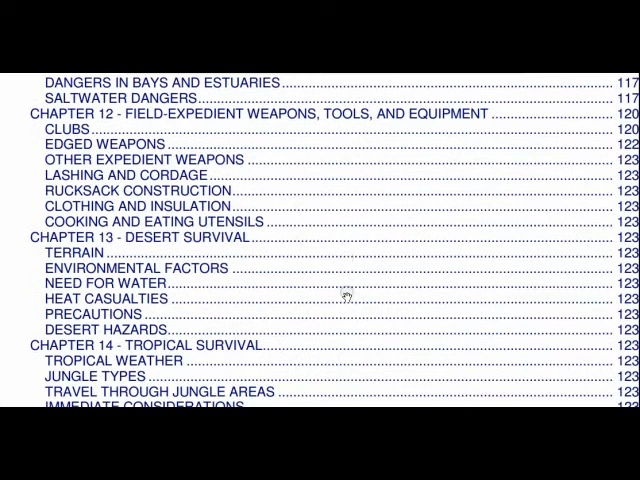 DANGERS IN BAYS AND ESTUARIES 117
SALTWATER DANGERS 117
CHAPTER 12 - FIELD-EXPEDIENT WEAPONS, TOOLS, AND EQUIPMENT 120
CLUBS 120
EDGED WEAPONS 122
OTHER EXPEDIENT WEAPONS 123
LASHING AND CORDAGE 123
RUCKSACK CONSTRUCTION 123
CLOTHING AND INSULATION 123
COOKING AND EATING UTENSILS 123
CHAPTER 13 - DESERT SURVIVAL 123
TERRAIN 123
ENVIRONMENTAL FACTORS 123
NEED FOR WATER 123
HEAT CASUALTIES 123
PRECAUTIONS 123
DESERT HAZARDS 123
CHAPTER 14 - TROPICAL SURVIVAL 123
TROPICAL WEATHER 123
JUNGLE TYPES 123
TRAVEL THROUGH JUNGLE AREAS 123
IMMEDIATE CONSIDERATIONS 123